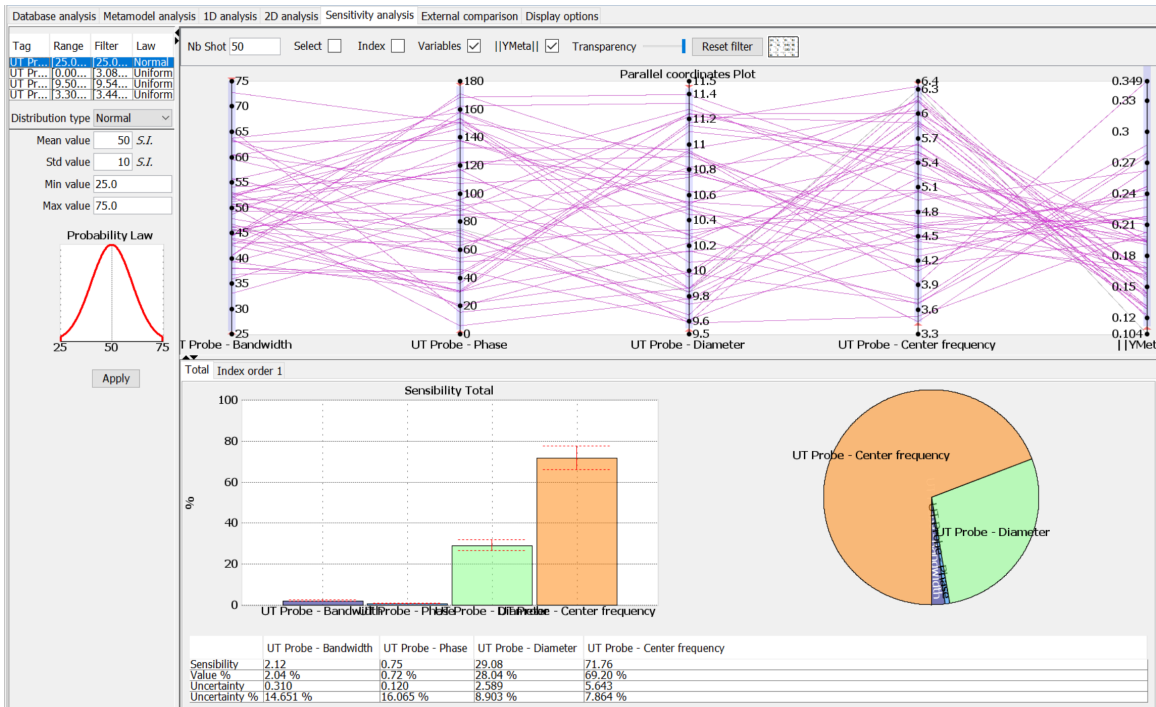 Database analysis Metamodel analysis 1D analysis 2D analysis Sensitivity analysis External comparison Display options
Tag Range Filter Law
UT Pr... [25.0... [25.0... Normal
UT Pr... [0.00... [3.08... Uniform
UT Pr... [9.50... [9.54... Uniform
UT Pr... [3.30... [3.44... Uniform
Distribution type Normal
Mean value 50 S.I.
Std value 10 S.I.
Min value 25.0
Max value 75.0
Probability Law
25 50 75
Apply
Nb Shot 50 Select Index Variables ||YMeta|| Transparency Reset filter
Parallel coordinates Plot
75
70
65
60
55
50
45
40
35
30
25
T Probe - Bandwidth
180
160
140
120
100
80
60
40
20
0
UT Probe - Phase
11.5
11.4
11.2
11
10.8
10.6
10.4
10.2
10
9.8
9.6
9.5
UT Probe - Diameter
6.4
6.3
6
5.7
5.4
5.1
4.8
4.5
4.2
3.9
3.6
3.3
UT Probe - Center frequency
0.349
0.33
0.3
0.27
0.24
0.21
0.18
0.15
0.12
0.104
||YMet
Total Index order 1
Sensibility Total
100
80
60
40
20
0
%
UT Probe - Bandwidth UT Probe - Phase UT Probe - Diameter UT Probe - Center frequency
UT Probe - Center frequency
UT Probe - Diameter
UT Probe - Bandwidth UT Probe - Phase UT Probe - Diameter UT Probe - Center frequency
Sensibility 2.12 0.75 29.08 71.76
Value % 2.04 % 0.72 % 28.04 % 69.20 %
Uncertainty 0.310 0.120 2.589 5.643
Uncertainty % 14.651 % 16.065 % 8.903 % 7.864 %